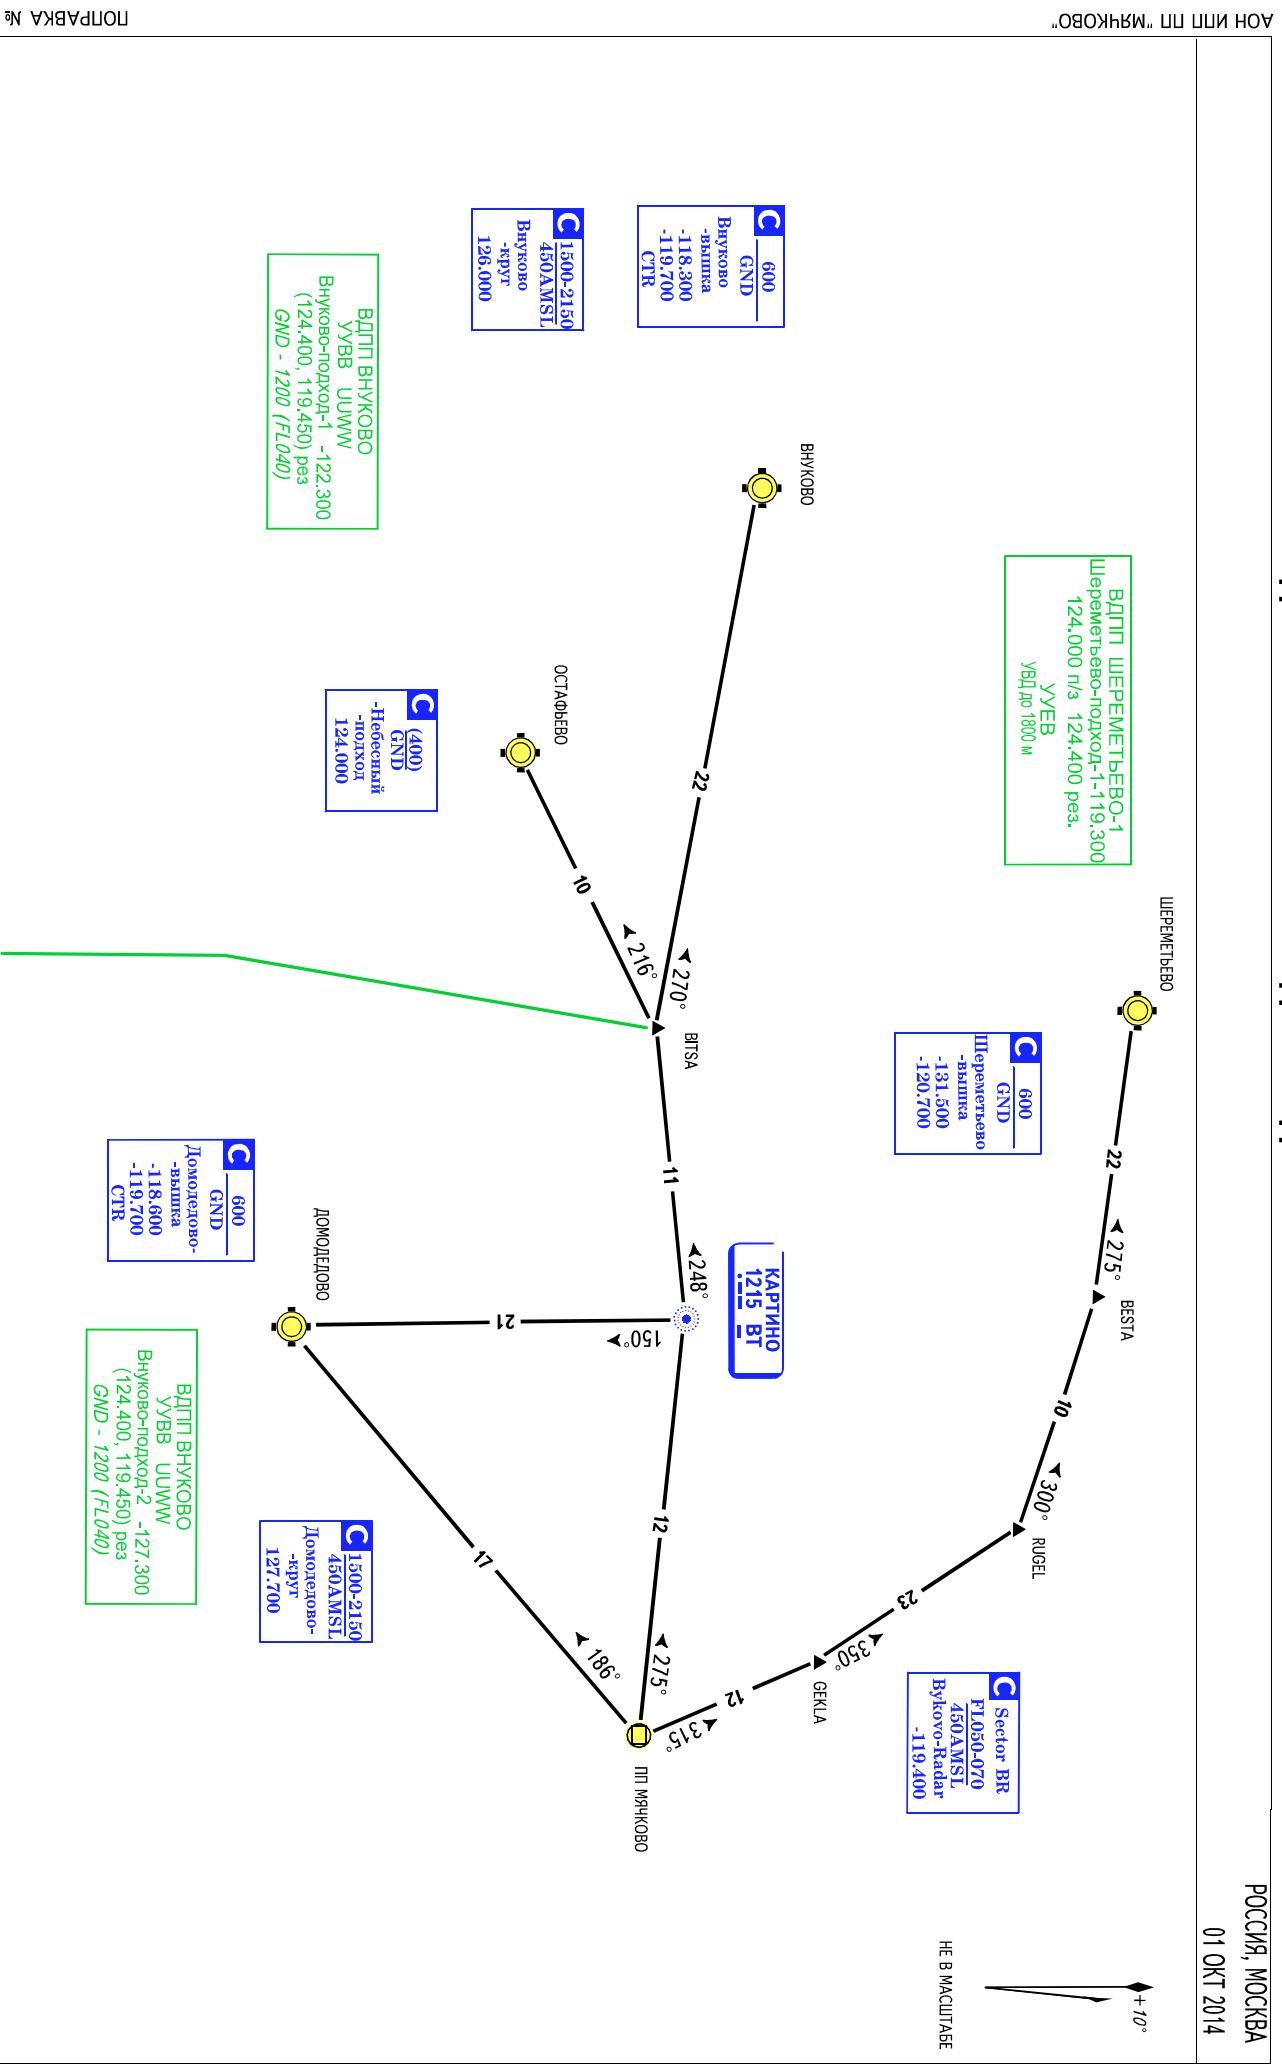 РОССИЯ, МОСКВА
01 ОКТ 2014
АОН ИПП ПП "МЯЧКОВО"
ПОПРАВКА №
+10°
НЕ В МАСШТАБЕ
ШЕРЕМЕТЬЕВО
22
275°
BESTA
10
300°
RUGEL
23
350°
GEKLA
12
315°
ПП МЯЧКОВО
ВДПП ШЕРЕМЕТЬЕВО-1
Шереметьево-подход-1-119.300
124.000 п/з 124.400 рез.
УУЕВ
УВД до 1800 м
C
600
GND
Шереметьево
-вышка
-131.500
-120.700
C
Sector BR
FL050-070
450AMSL
Bykovo-Radar
-119.400
C
600
GND
Внуково
-вышка
-118.300
-119.700
CTR
C
1500-2150
450AMSL
Внуково
-круг
126.000
ВДПП ВНУКОВО
УУВВ UUWW
Внуково-подход-1 -122.300
(124.400, 119.450) рез
GND - 1200 (FL040)
ВНУКОВО
22
270°
ОСТАФЬЕВО
10
216°
BITSA
C
(400)
GND
-Небесный
-подход
124.000
11
248°
КАРТИНО
1215 ВТ
12
275°
21
150°
ДОМОДЕДОВО
17
186°
C
600
GND
Домодедово-
-вышка
-118.600
-119.700
CTR
ВДПП ВНУКОВО
УУВВ UUWW
Внуково-подход-2 -127.300
(124.400, 119.450) рез
GND - 1200 (FL040)
C
1500-2150
450AMSL
Домодедово-
-круг
127.700